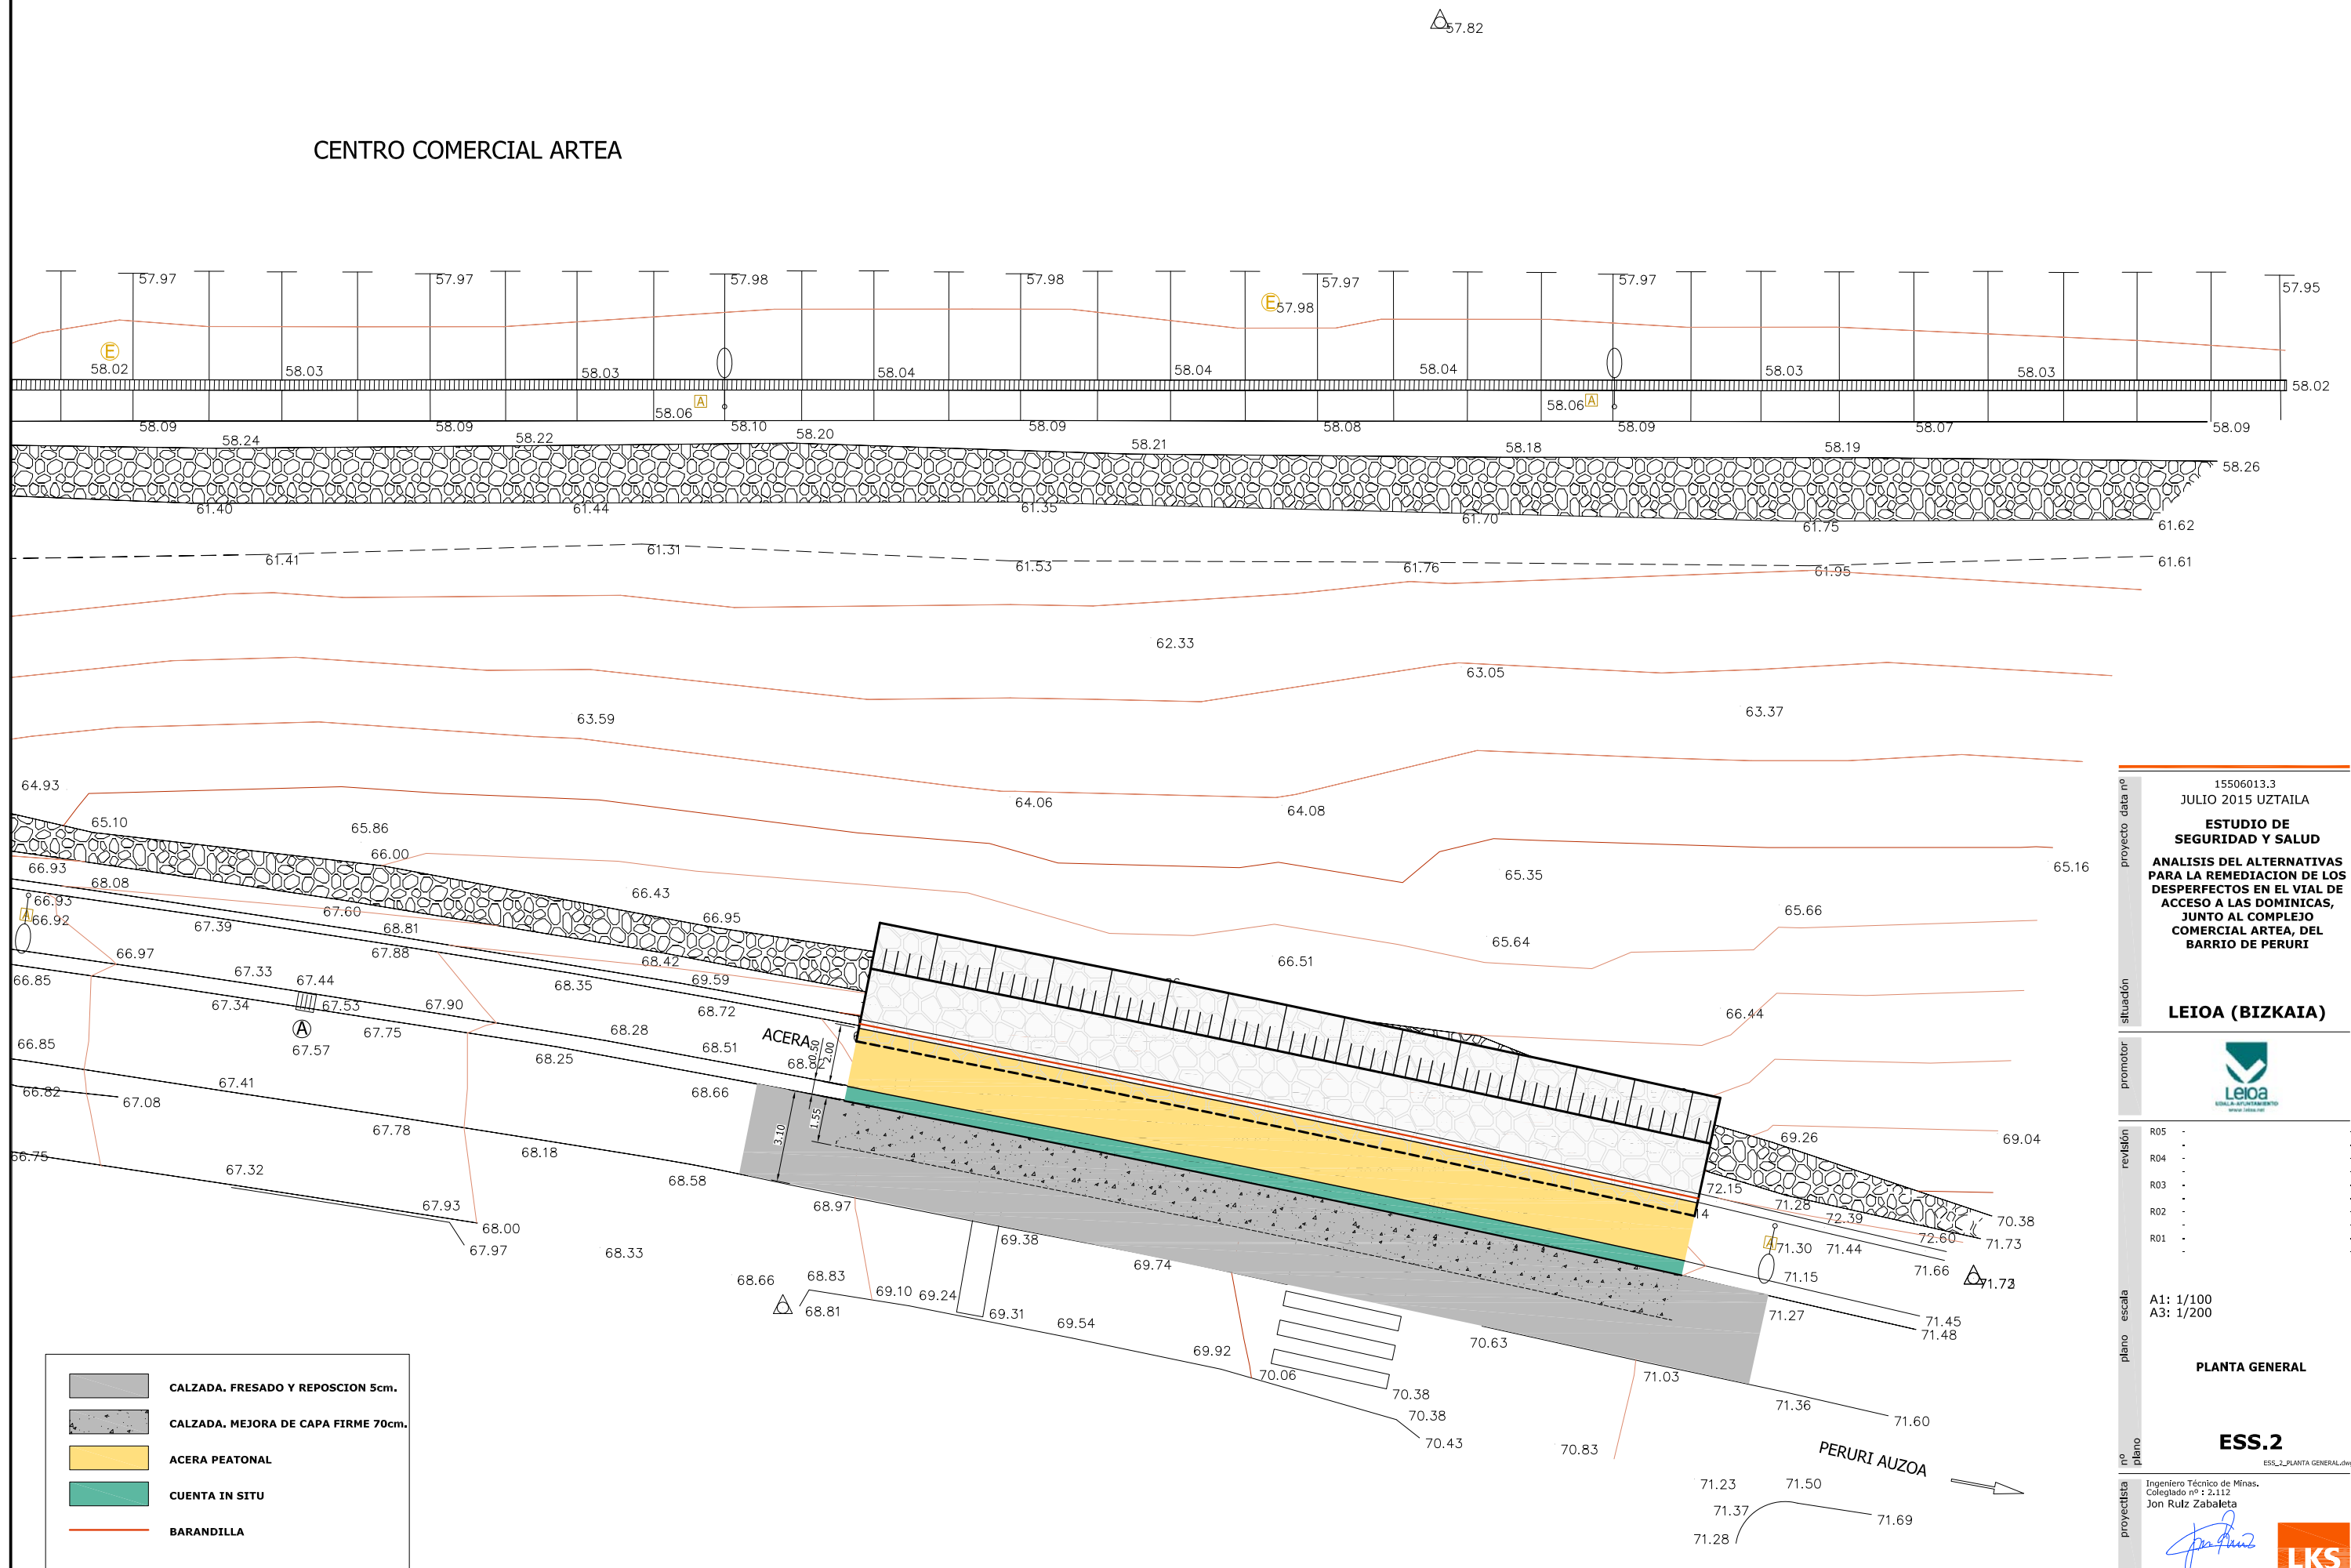 57.82
CENTRO COMERCIAL ARTEA
57.97 57.97 57.98 57.98 57.97 57.97 57.95
E 57.98
E
58.02 58.03 58.03 58.04 58.04 58.04 58.03 58.03 58.02
58.06 A 58.06 A
58.09 58.09 58.10 58.09 58.08 58.09 58.07 58.09
58.24 58.22 58.20 58.21 58.18 58.19 58.26
61.40 61.44 61.35 61.70 61.75 61.62
61.41 61.31 61.53 61.76 61.95 61.61
62.33
63.05
63.59 63.37
64.93 64.06 64.08
65.10 65.86
66.00
66.93 68.08 66.43 65.35 65.16
66.93
A 66.92 67.60 66.95 65.66
67.39 68.81 65.64
66.97 67.88 68.42 66.51
66.85 67.33 67.44 68.35 69.59
67.34 67.53 67.90 68.72 66.44
A 67.75 68.28
67.57
66.85 68.25 68.51 ACERA 68.82 0.50 2.00
66.82 67.08 67.41 68.66
67.78 3.10 1.55
66.75 67.32 68.18 68.58 69.26 69.04
67.93 68.00 68.97 72.15 71.28 72.39 70.38
67.97 68.33 69.38 14 72.60 71.73
69.74 A 71.30 71.44
68.66 68.83 71.15 71.66 71.73
69.10 69.24
68.81 69.31 69.54 71.27 71.45
71.48
69.92 70.63
70.06 71.03
70.38 71.36
70.38 71.60
70.43 70.83
PERURI AUZOA
71.23 71.50
71.37 71.69
71.28
CALZADA. FRESADO Y REPOSCION 5cm.
CALZADA. MEJORA DE CAPA FIRME 70cm.
ACERA PEATONAL
CUENTA IN SITU
BARANDILLA
data nº
15506013.3
JULIO 2015 UZTAILA
proyecto
ESTUDIO DE
SEGURIDAD Y SALUD
ANALISIS DEL ALTERNATIVAS
PARA LA REMEDIACION DE LOS
DESPERFECTOS EN EL VIAL DE
ACCESO A LAS DOMINICAS,
JUNTO AL COMPLEJO
COMERCIAL ARTEA, DEL
BARRIO DE PERURI
situación
LEIOA (BIZKAIA)
promotor
Leioa
UDALA-AYUNTAMIENTO
www.leioa.net
revisión
R05 -
-
R04 -
-
R03 -
-
R02 -
-
R01 -
-
escala
A1: 1/100
A3: 1/200
plano
PLANTA GENERAL
nº plano
ESS.2
ESS_2_PLANTA GENERAL.dwg
proyectista
Ingeniero Técnico de Minas.
Colegiado nº : 2.112
Jon Ruiz Zabaleta
LKS